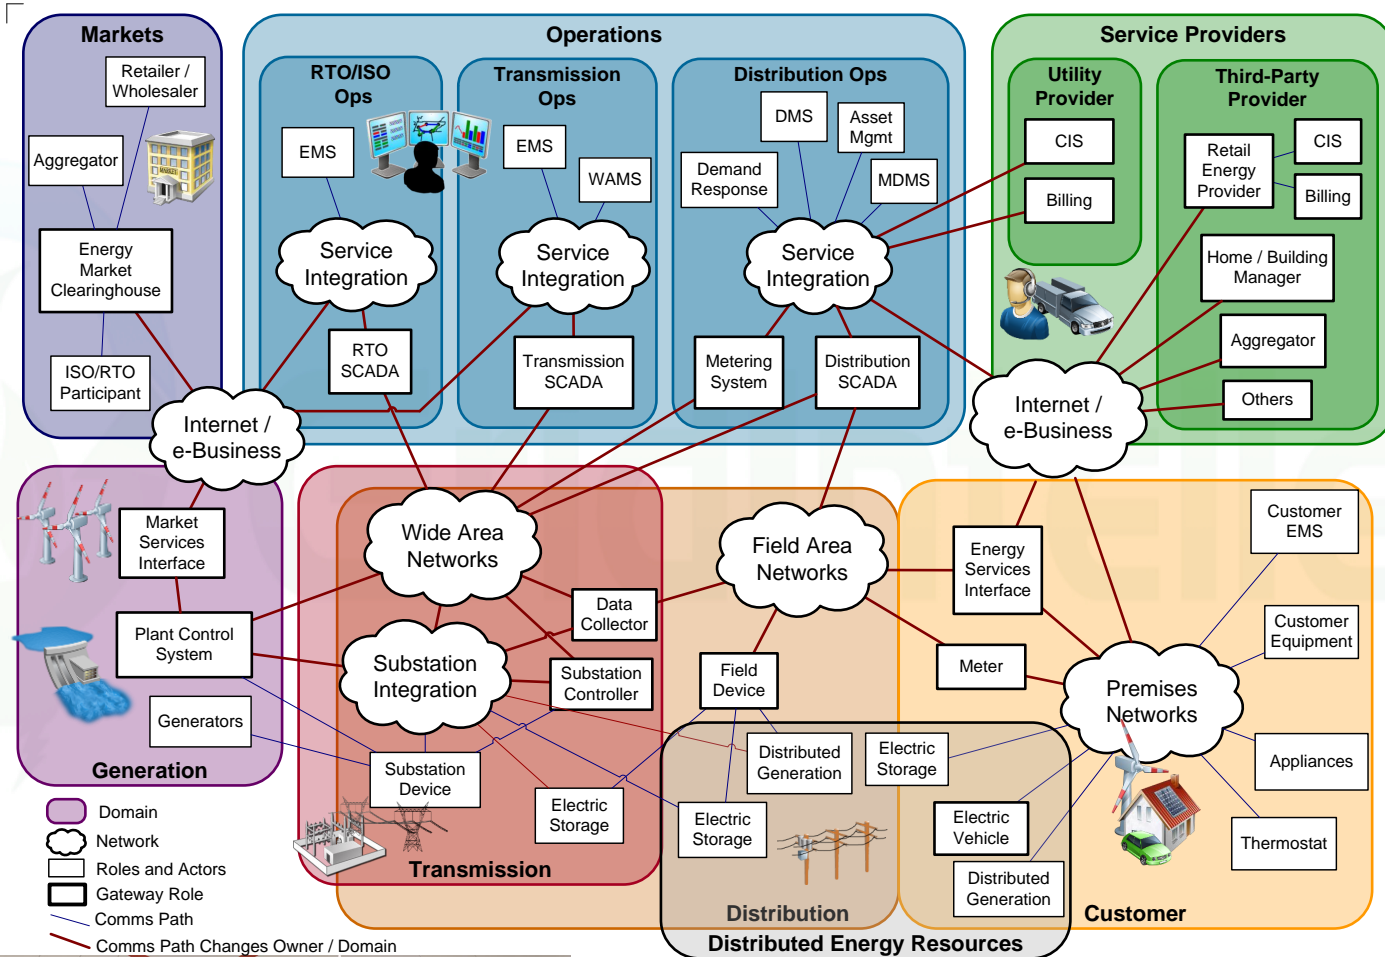 Markets
Retailer /
Wholesaler
Aggregator
MARKET
Energy
Market
Clearinghouse
ISO/RTO
Participant
Internet /
e-Business
Operations
RTO/ISO
Ops
EMS
Service
Integration
RTO
SCADA
Transmission
Ops
EMS
WAMS
Service
Integration
Transmission
SCADA
Distribution Ops
DMS
Asset
Mgmt
Demand
Response
MDMS
Service
Integration
Metering
System
Distribution
SCADA
Service Providers
Utility
Provider
CIS
Billing
Third-Party
Provider
Retail
Energy
Provider
CIS
Billing
Home / Building
Manager
Aggregator
Others
Internet /
e-Business
Market
Services
Interface
Plant Control
System
Generators
Generation
Wide Area
Networks
Substation
Integration
Data
Collector
Substation
Controller
Substation
Device
Electric
Storage
Transmission
Field Area
Networks
Field
Device
Distributed
Generation
Electric
Storage
Distribution
Energy
Services
Interface
Meter
Premises
Networks
Customer
EMS
Customer
Equipment
Appliances
Thermostat
Electric
Storage
Electric
Vehicle
Distributed
Generation
Customer
Distributed Energy Resources
Domain
Network
Roles and Actors
Gateway Role
Comms Path
Comms Path Changes Owner / Domain